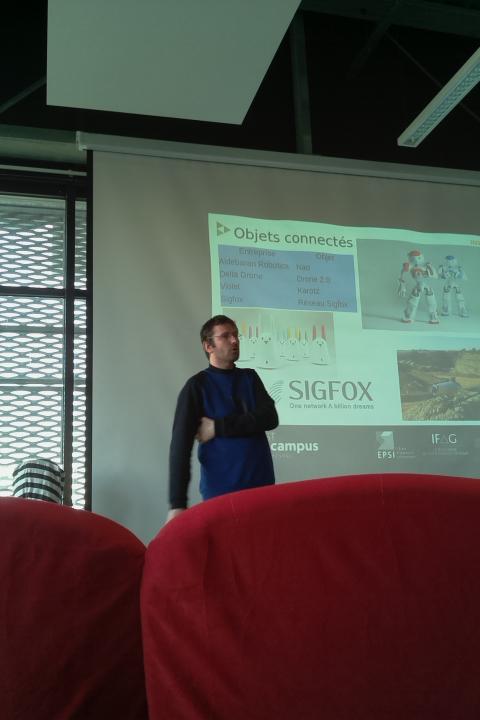 Objets connectés
Entreprise Objet
Aldebaran Robotics Nao
Delta Drone Drone 2.0
Violet Karotz
Sigfox Réseau Sigfox
SIGFOX
One network A billion dreams
campus
EPSI
IFAG